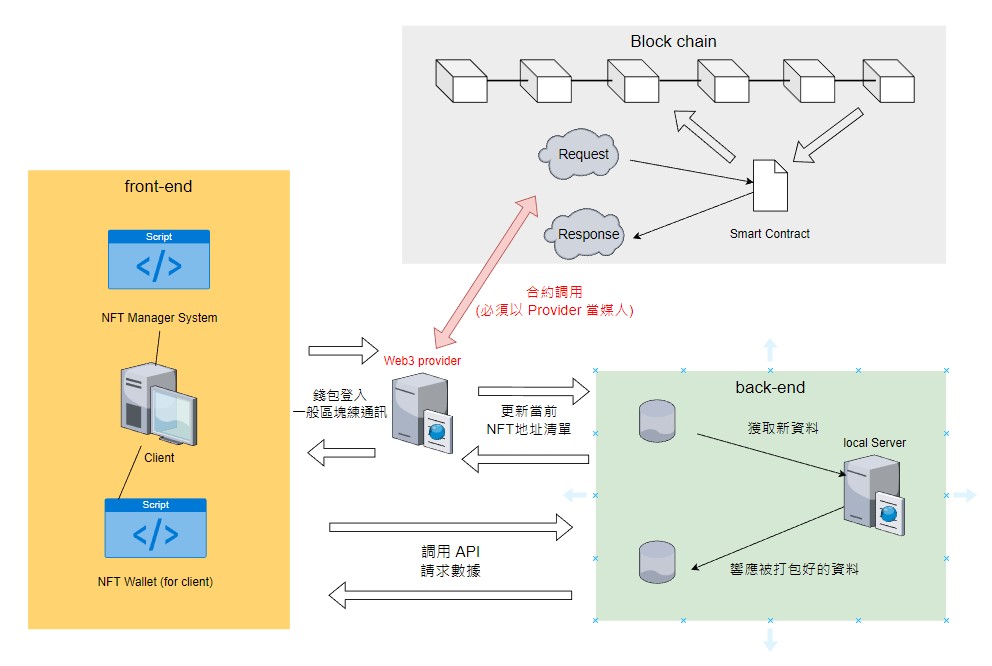 Block chain
Request
Response
Smart Contract
front-end
Script
</>
NFT Manager System
Client
Script
</>
NFT Wallet (for client)
合約調用
(必須以 Provider 當媒人)
Web3 provider
錢包登入
一般區塊練通訊
更新當前
NFT地址清單
調用 API
請求數據
back-end
獲取新資料
local Server
響應被打包好的資料